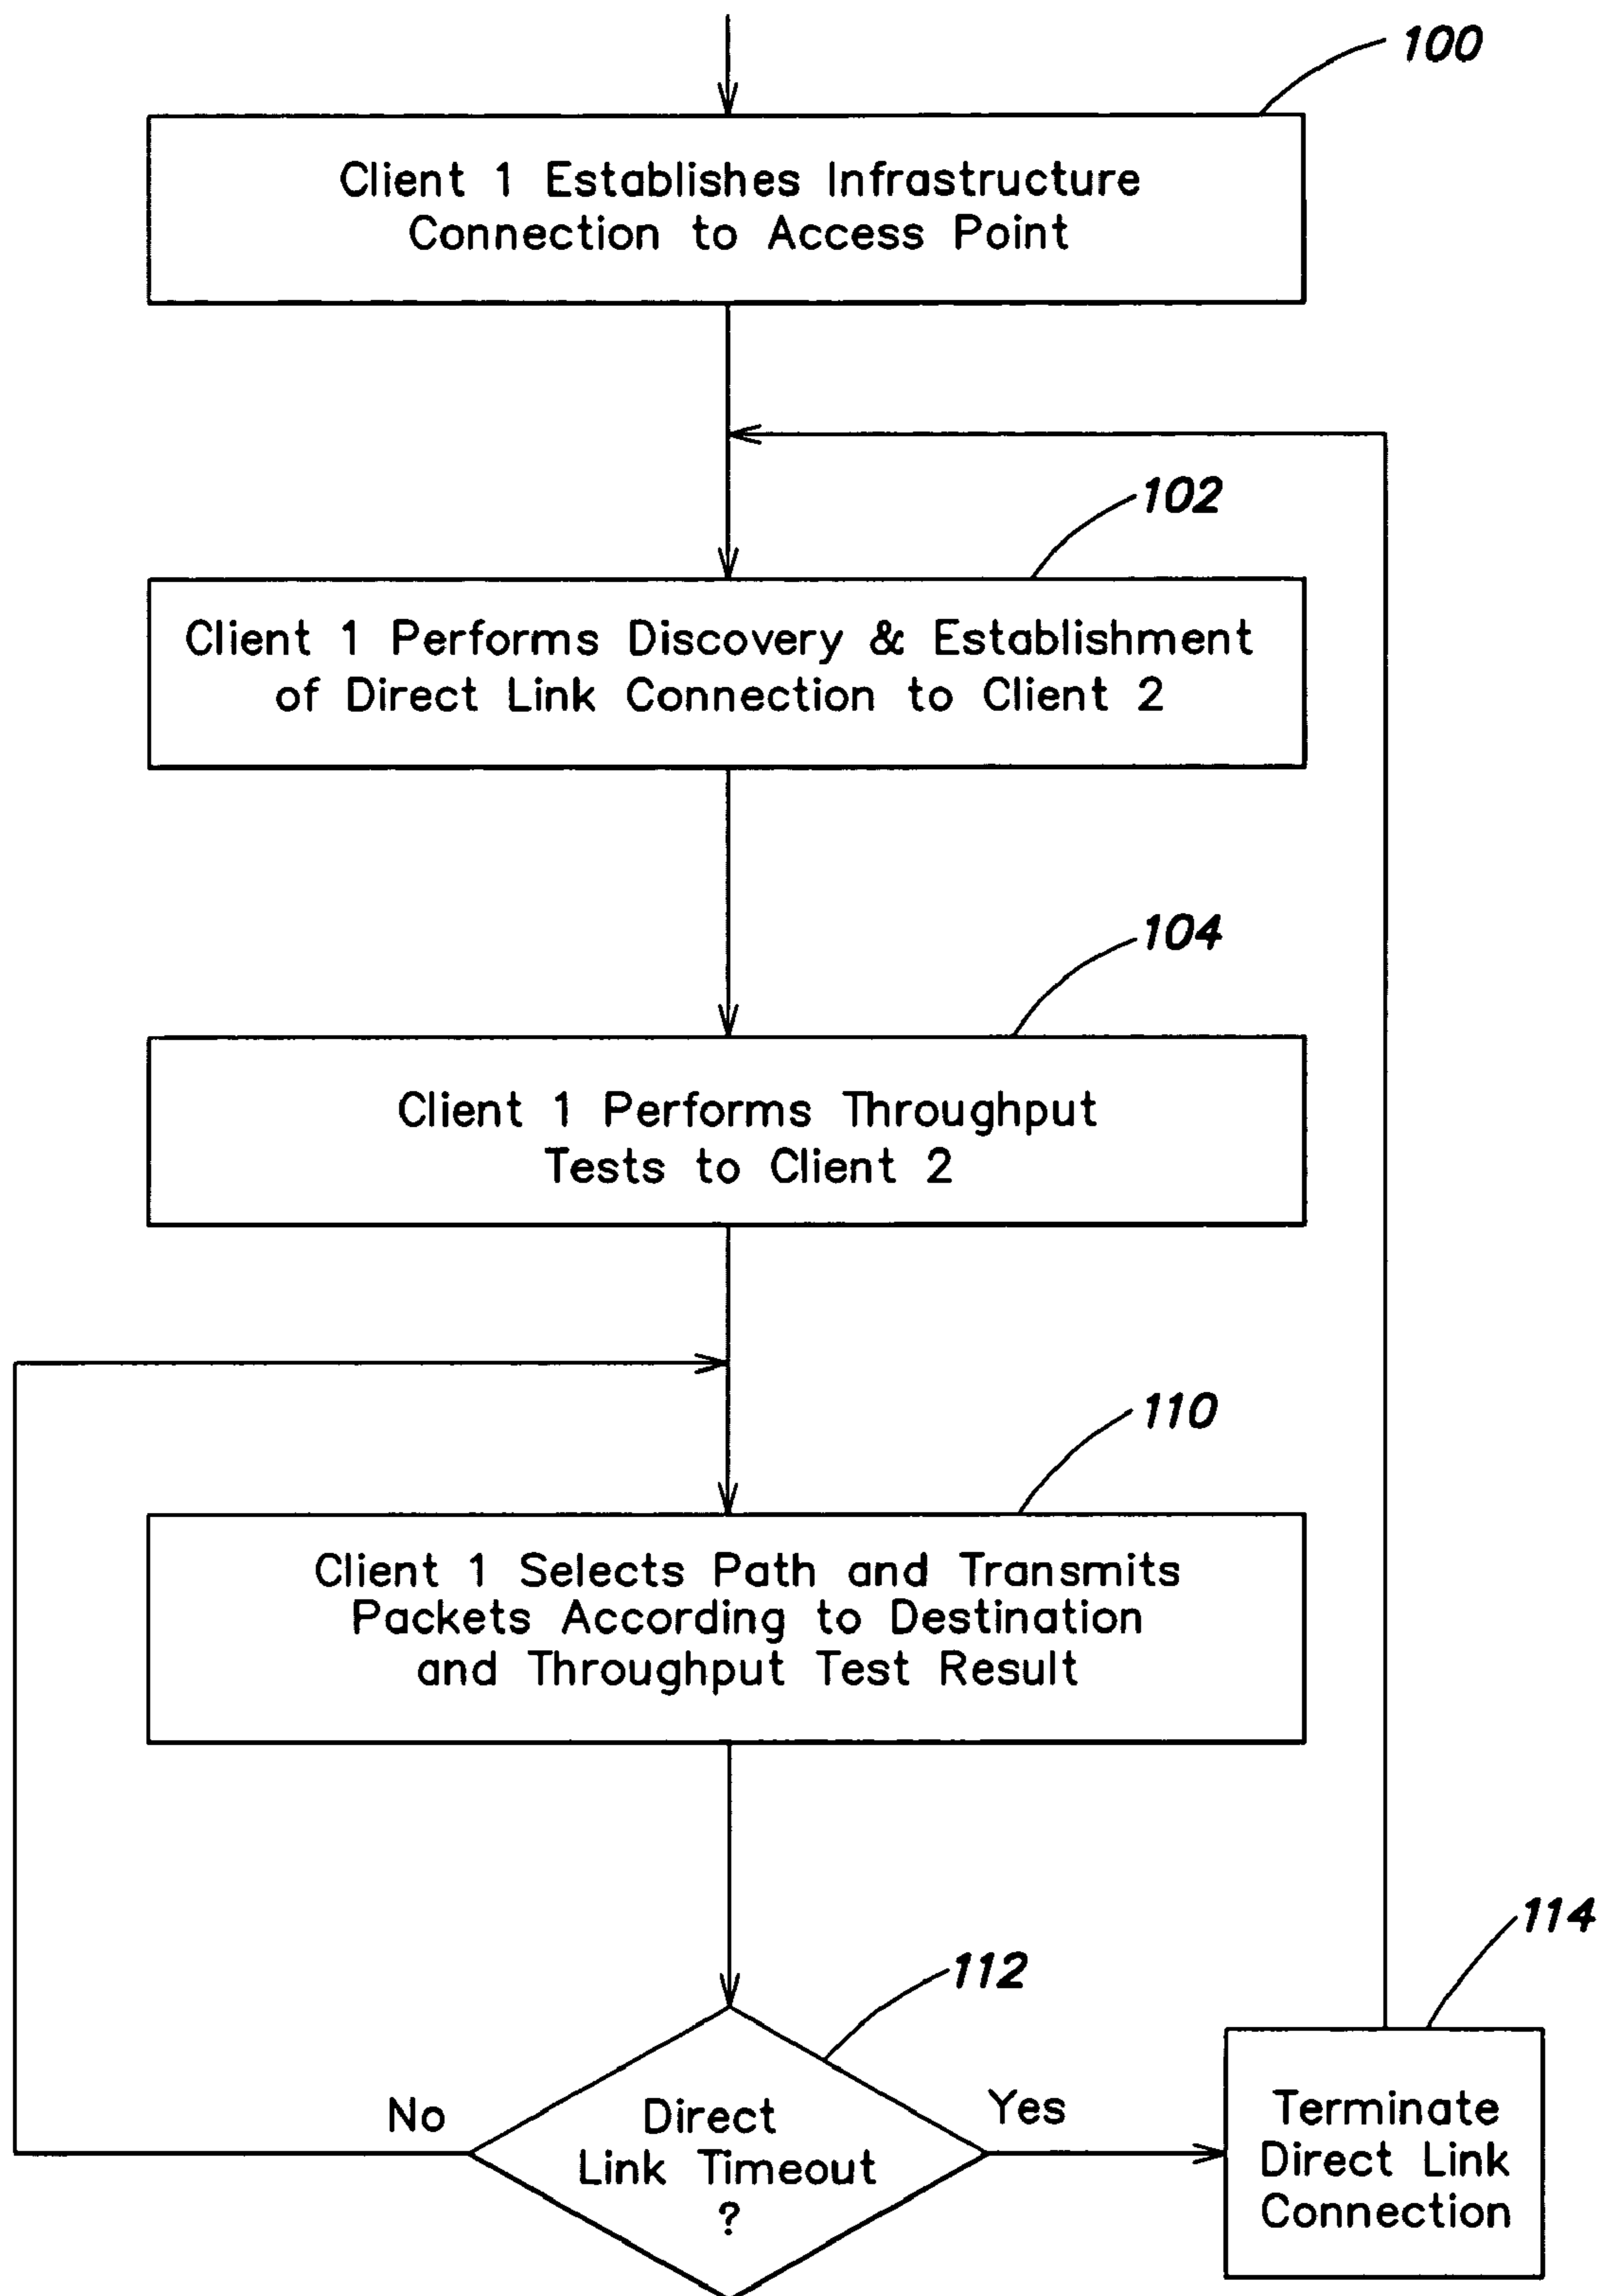 100
Client 1 Establishes Infrastructure
Connection to Access Point
102
Client 1 Performs Discovery & Establishment
of Direct Link Connection to Client 2
104
Client 1 Performs Throughput
Tests to Client 2
110
Client 1 Selects Path and Transmits
Packets According to Destination
and Throughput Test Result
112
114
No
Direct
Link Timeout
?
Yes
Terminate
Direct Link
Connection